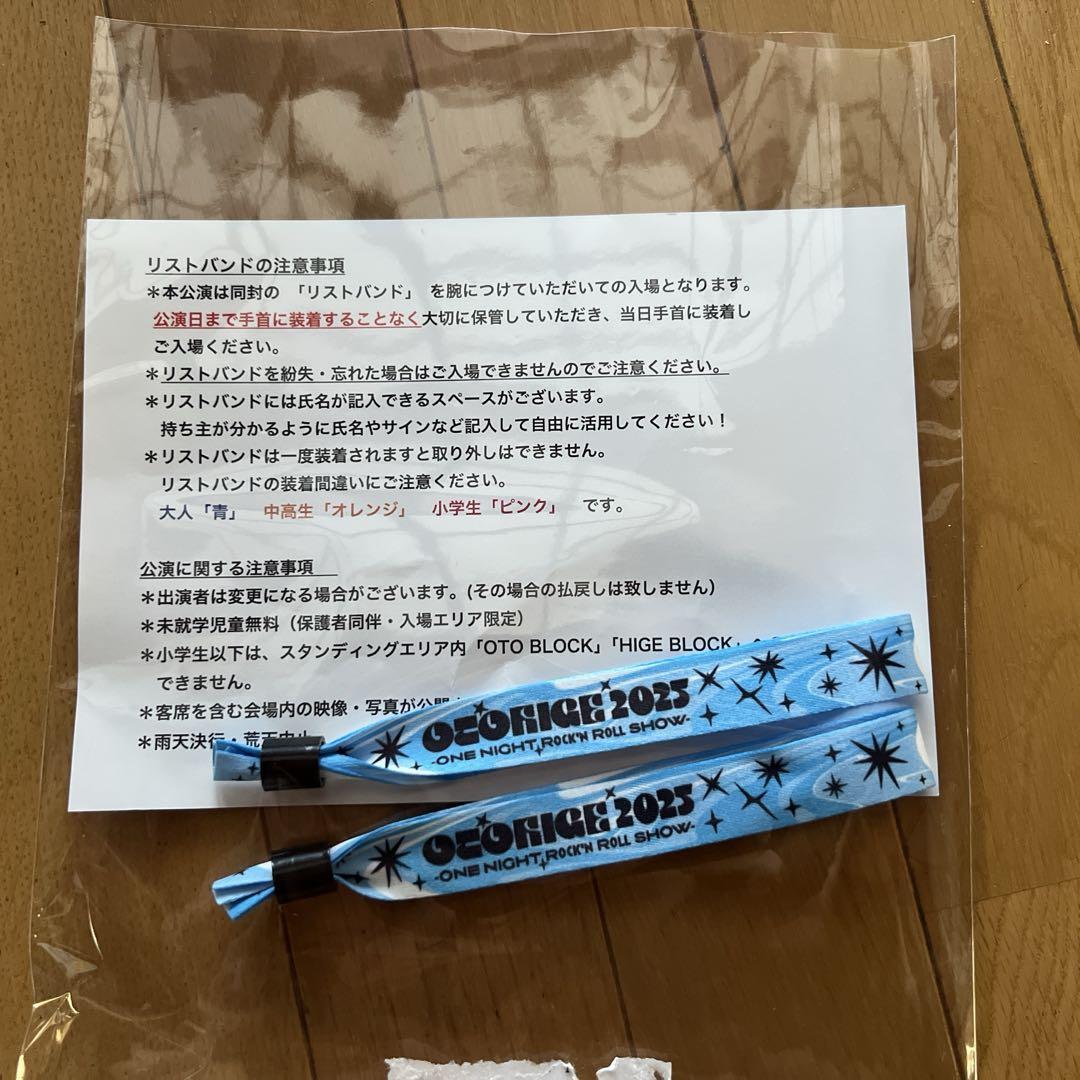 リストバンドの注意事項
＊本公演は同封の 「リストバンド」 を腕につけていただいての入場となります。
公演日まで手首に装着することなく大切に保管していただき、当日手首に装着し
ご入場ください。
＊リストバンドを紛失・忘れた場合はご入場できませんのでご注意ください。
＊リストバンドには氏名が記入できるスペースがございます。
持ち主が分かるように氏名やサインなど記入して自由に活用してください！
＊リストバンドは一度装着されますと取り外しはできません。
リストバンドの装着間違いにご注意ください。
大人「青」 中高生「オレンジ」 小学生「ピンク」 です。
公演に関する注意事項
＊出演者は変更になる場合がございます。(その場合の払戻しは致しません）
＊未就学児童無料（保護者同伴・入場エリア限定）
＊小学生以下は、スタンディングエリア内「OTO BLOCK」「HIGE BLOCK」
できません。
＊客席を含む会場内の映像・写真が公開
＊雨天決行・荒天中止
OTOHIGE 2025
-ONE NIGHT ROCK'N ROLL SHOW-
OTOHIGE 2025
-ONE NIGHT ROCK'N ROLL SHOW-